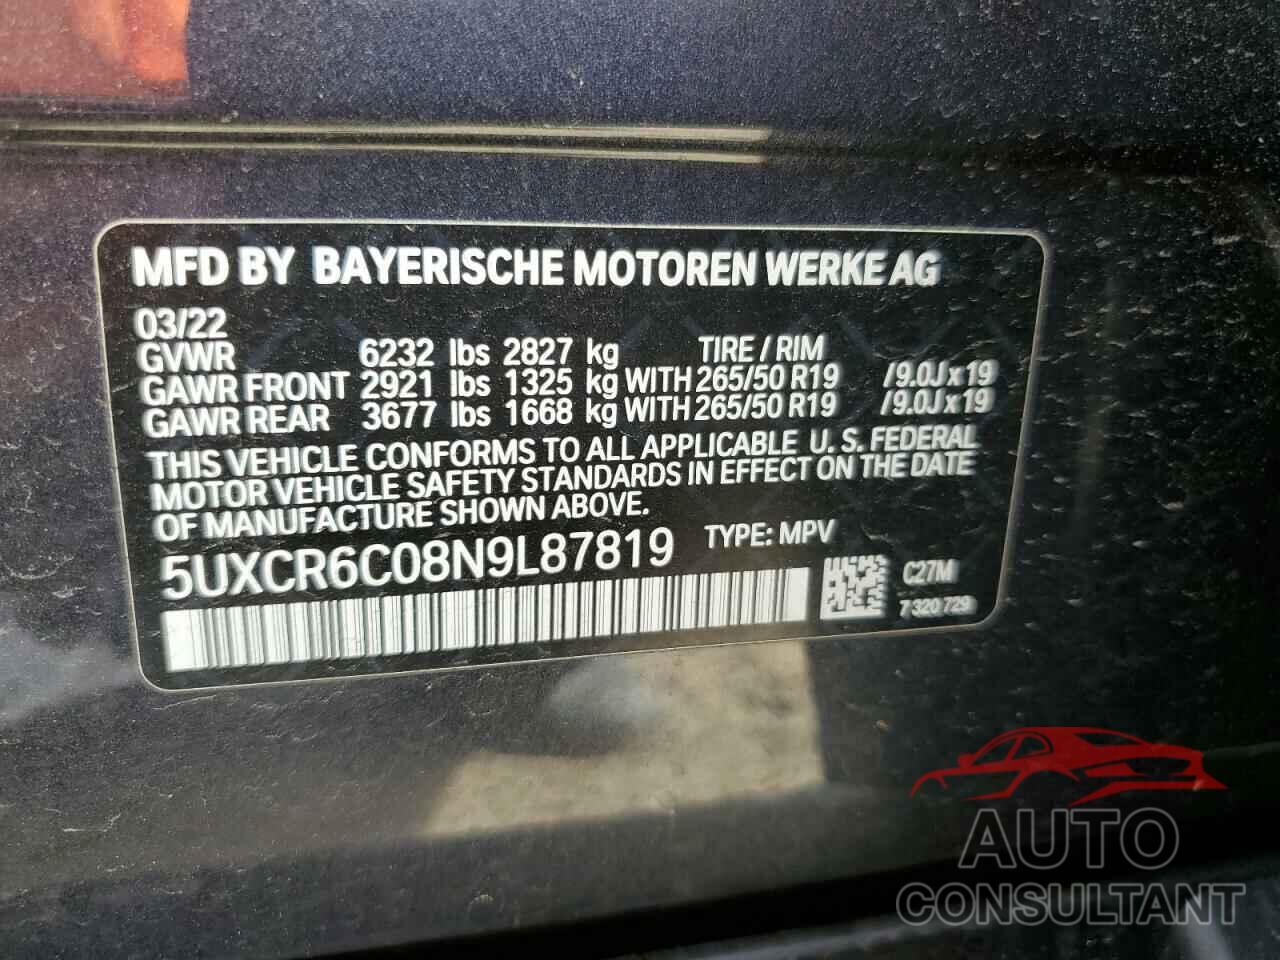 MFD BY BAYERISCHE MOTOREN WERKE AG
03/22
GVWR 6232 lbs 2827 kg TIRE / RIM
GAWR FRONT 2921 lbs 1325 kg WITH 265/50 R19 /9.0J x 19
GAWR REAR 3677 lbs 1668 kg WITH 265/50 R19 /9.0J x 19
THIS VEHICLE CONFORMS TO ALL APPLICABLE U. S. FEDERAL
MOTOR VEHICLE SAFETY STANDARDS IN EFFECT ON THE DATE
OF MANUFACTURE SHOWN ABOVE.
5UXCR6C08N9L87819 TYPE: MPV
C27M
7 320 729
AUTO
CONSULTANT